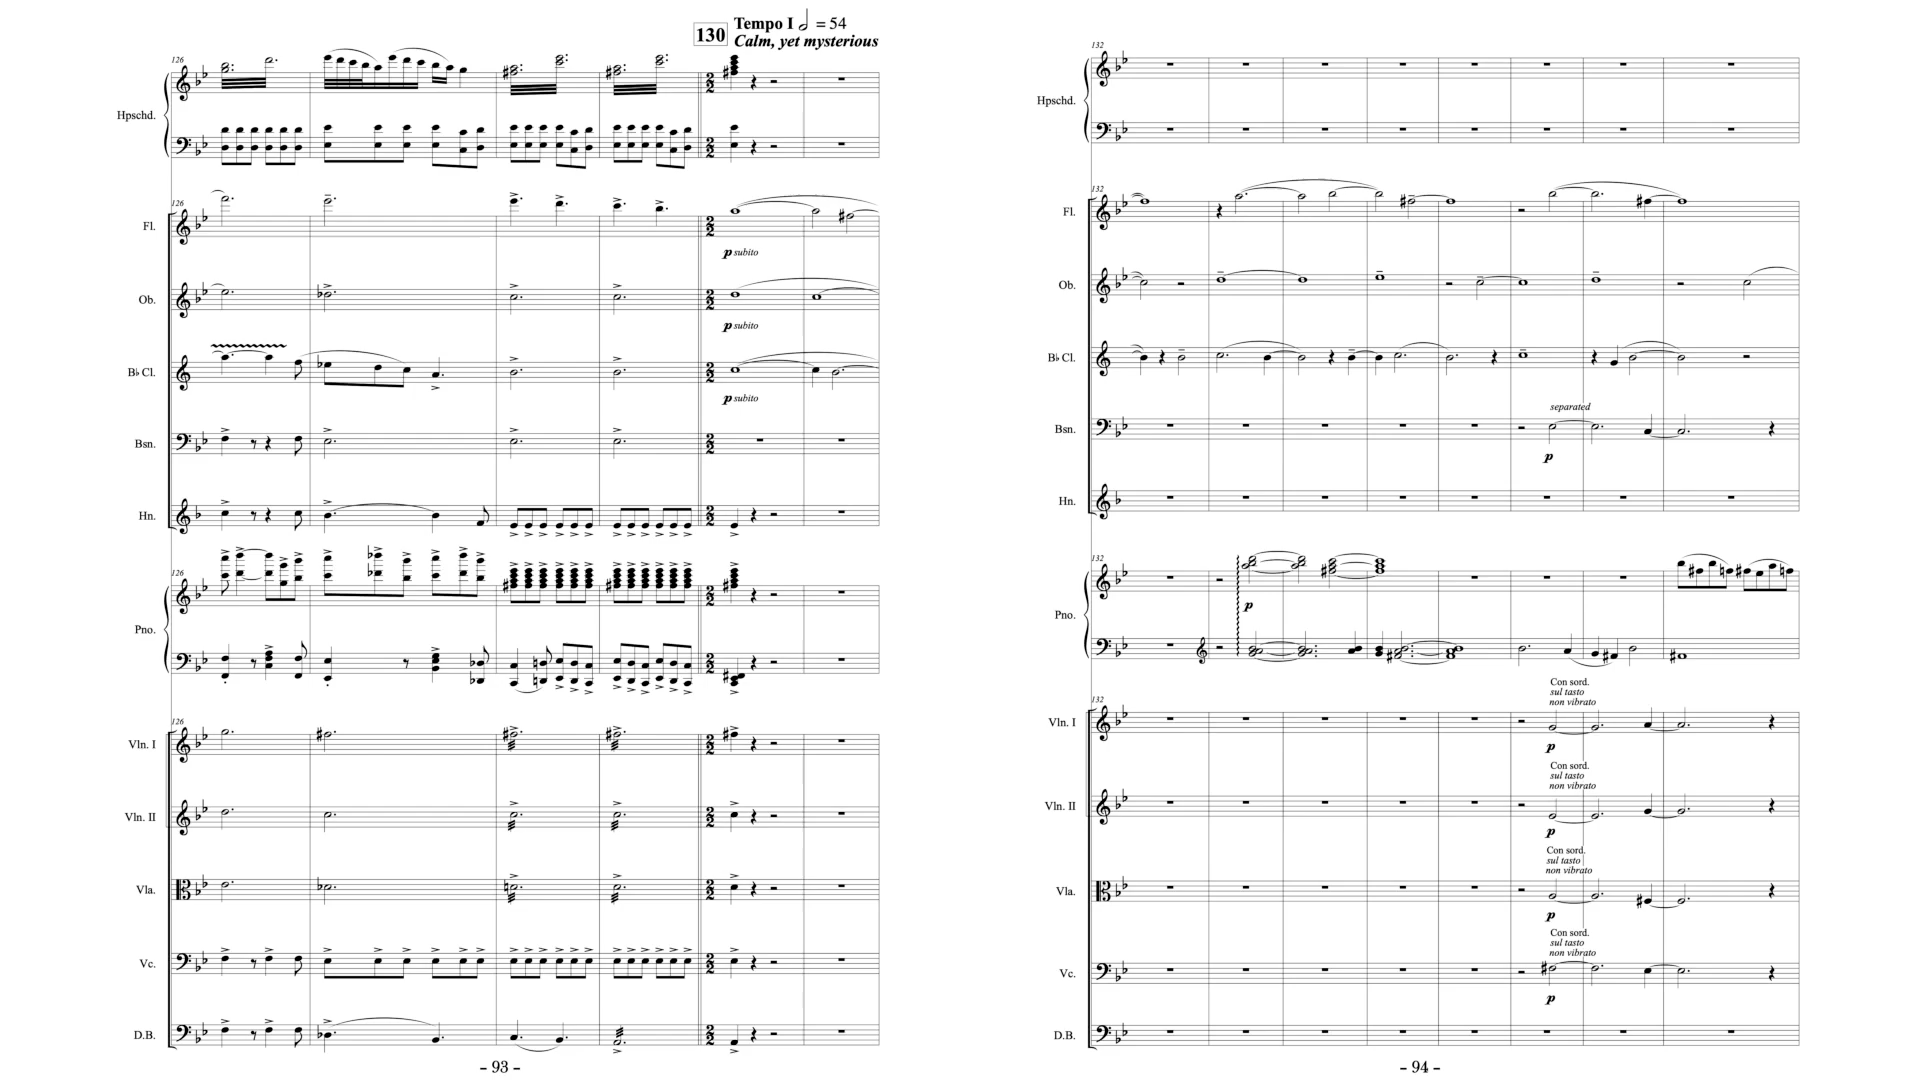 130 Tempo I = 54
Calm, yet mysterious
126
Hpschd.
126
Fl.
p subito
Ob.
p subito
B♭ Cl.
p subito
Bsn.
Hn.
126
Pno.
126
Vln. I
Vln. II
Vla.
Vc.
D.B.
- 93 -
132
Hpschd.
132
Fl.
Ob.
B♭ Cl.
separated
Bsn.
p
Hn.
132
p
Pno.
Con sord.
sul tasto
non vibrato
132
Vln. I
p
Con sord.
sul tasto
non vibrato
Vln. II
p
Con sord.
sul tasto
non vibrato
Vla.
p
Con sord.
sul tasto
non vibrato
Vc.
p
D.B.
- 94 -